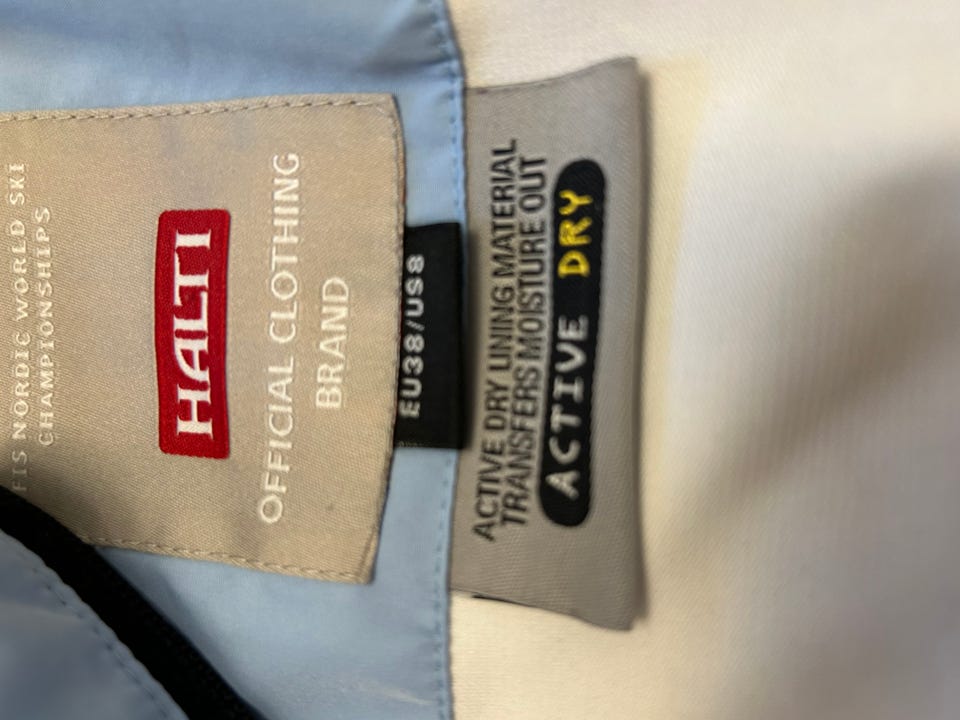 FIS NORDIC WORLD SKI
CHAMPIONSHIPS
HALTI
OFFICIAL CLOTHING
BRAND
EU38/US8
ACTIVE DRY LINING MATERIAL
TRANSFERS MOISTURE OUT
ACTIVE DRY